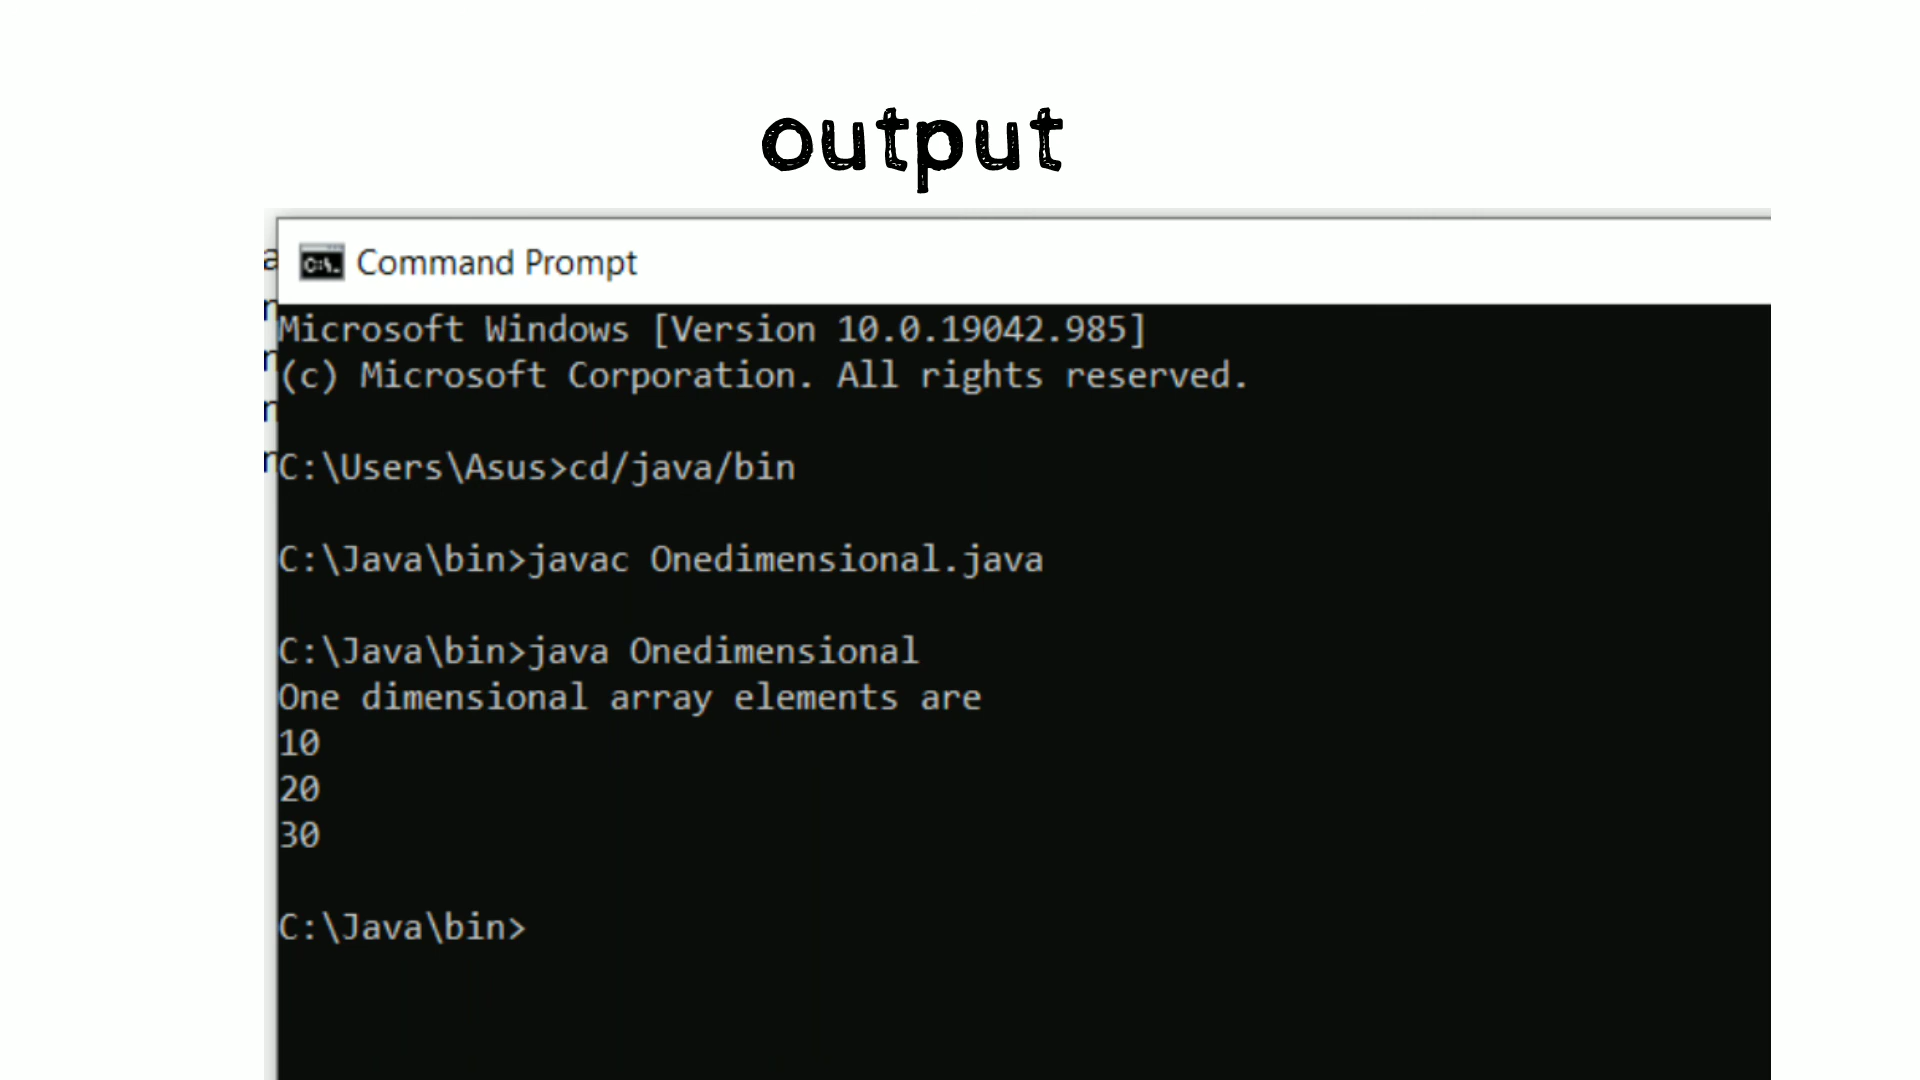 output
Command Prompt
Microsoft Windows [Version 10.0.19042.985]
(c) Microsoft Corporation. All rights reserved.
C:\Users\Asus>cd/java/bin
C:\Java\bin>javac Onedimensional.java
C:\Java\bin>java Onedimensional
One dimensional array elements are
10
20
30
C:\Java\bin>